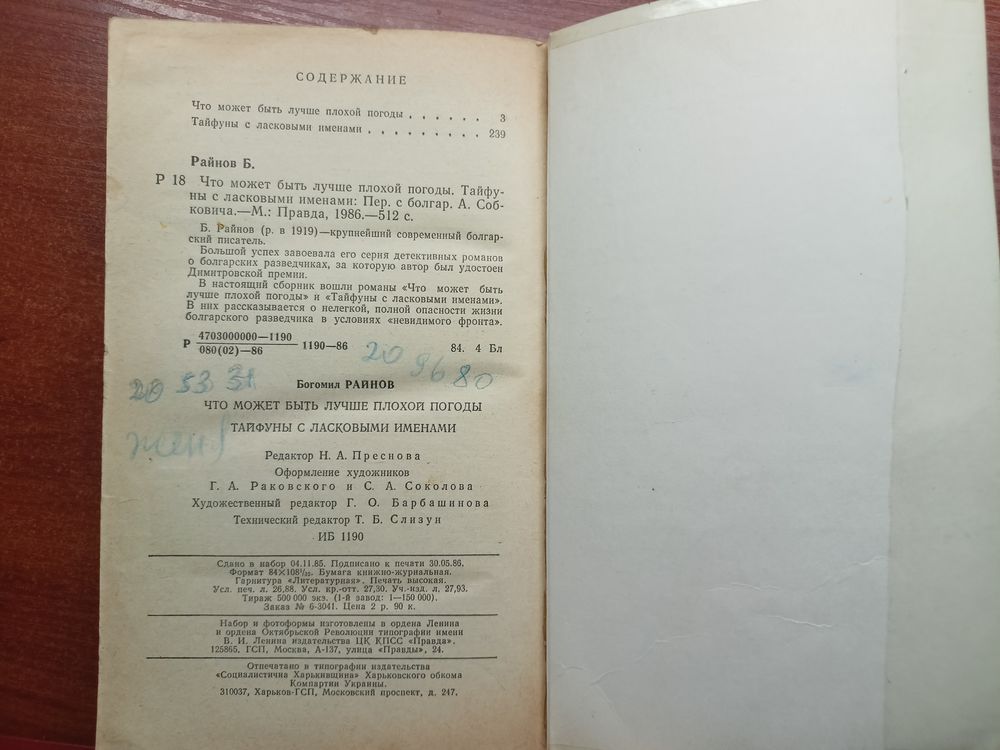 СОДЕРЖАНИЕ
Что может быть лучше плохой погоды . . . . . . 3
Тайфуны с ласковыми именами . . . . . . . . . 239
Райнов Б.
Р 18 Что может быть лучше плохой погоды. Тайфу-
ны с ласковыми именами: Пер. с болгар. А. Соб-
ковича.—М.: Правда, 1986.—512 с.
Б. Райнов (р. в 1919)—крупнейший современный болгар-
ский писатель.
Большой успех завоевала его серия детективных романов
о болгарских разведчиках, за которую автор был удостоен
Димитровской премии.
В настоящий сборник вошли романы «Что может быть
лучше плохой погоды» и «Тайфуны с ласковыми именами».
В них рассказывается о нелегкой, полной опасности жизни
болгарского разведчика в условиях «невидимого фронта».
Р 4703000000—1190
080(02)—86 1190—86 84. 4 Бл
20 96 80
20 53 31
Богомил РАЙНОВ
ЧТО МОЖЕТ БЫТЬ ЛУЧШЕ ПЛОХОЙ ПОГОДЫ
ТАЙФУНЫ С ЛАСКОВЫМИ ИМЕНАМИ
Редактор Н. А. Преснова
Оформление художников
Г. А. Раковского и С. А. Соколова
Художественный редактор Г. О. Барбашинова
Технический редактор Т. Б. Слизун
ИБ 1190
Сдано в набор 04.11.85. Подписано к печати 30.05.86.
Формат 84×108¹/₃₂. Бумага книжно-журнальная.
Гарнитура «Литературная». Печать высокая.
Усл. печ. л. 26,88. Усл. кр.-отт. 27,30. Уч.-изд. л. 27,93.
Тираж 500 000 экз. (1-й завод: 1—150 000).
Заказ № 6-3041. Цена 2 р. 90 к.
Набор и фотоформы изготовлены в ордена Ленина
и ордена Октябрьской Революции типографии имени
В. И. Ленина издательства ЦК КПСС «Правда».
125865, ГСП, Москва, А-137, улица «Правды», 24.
Отпечатано в типографии издательства
«Социалистична Харькивщина» Харьковского обкома
Компартии Украины.
310037, Харьков-ГСП, Московский проспект, д. 247.